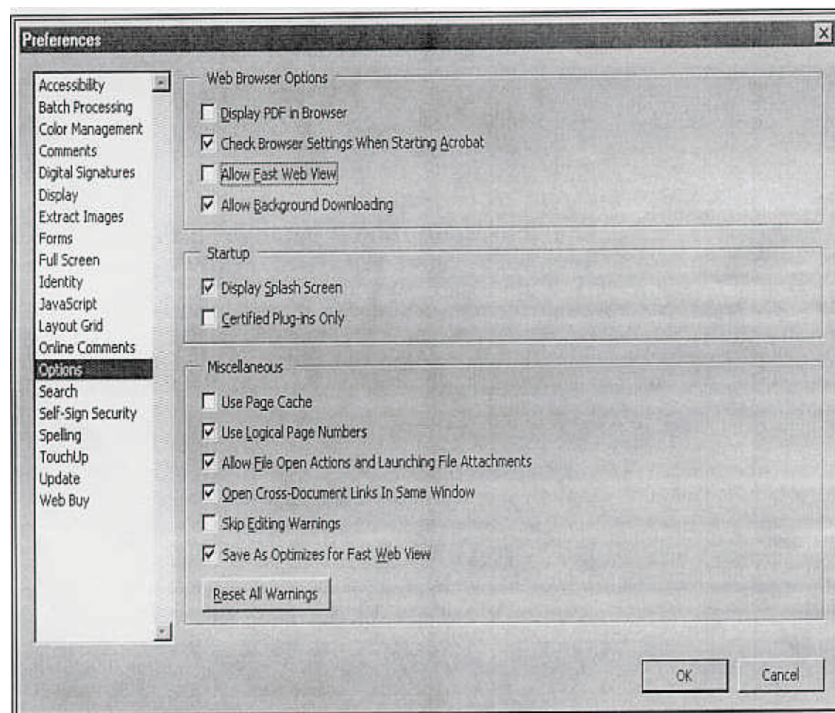 Preferences
Accessibility
Batch Processing
Color Management
Comments
Digital Signatures
Display
Extract Images
Forms
Full Screen
Identity
JavaScript
Layout Grid
Online Comments
Options
Search
Self-Sign Security
Spelling
TouchUp
Update
Web Buy
Web Browser Options
Display PDF in Browser
Check Browser Settings When Starting Acrobat
Allow Fast Web View
Allow Background Downloading
Startup
Display Splash Screen
Certified Plug-ins Only
Miscellaneous
Use Page Cache
Use Logical Page Numbers
Allow File Open Actions and Launching File Attachments
Open Cross-Document Links In Same Window
Skip Editing Warnings
Save As Optimizes for Fast Web View
Reset All Warnings
OK
Cancel